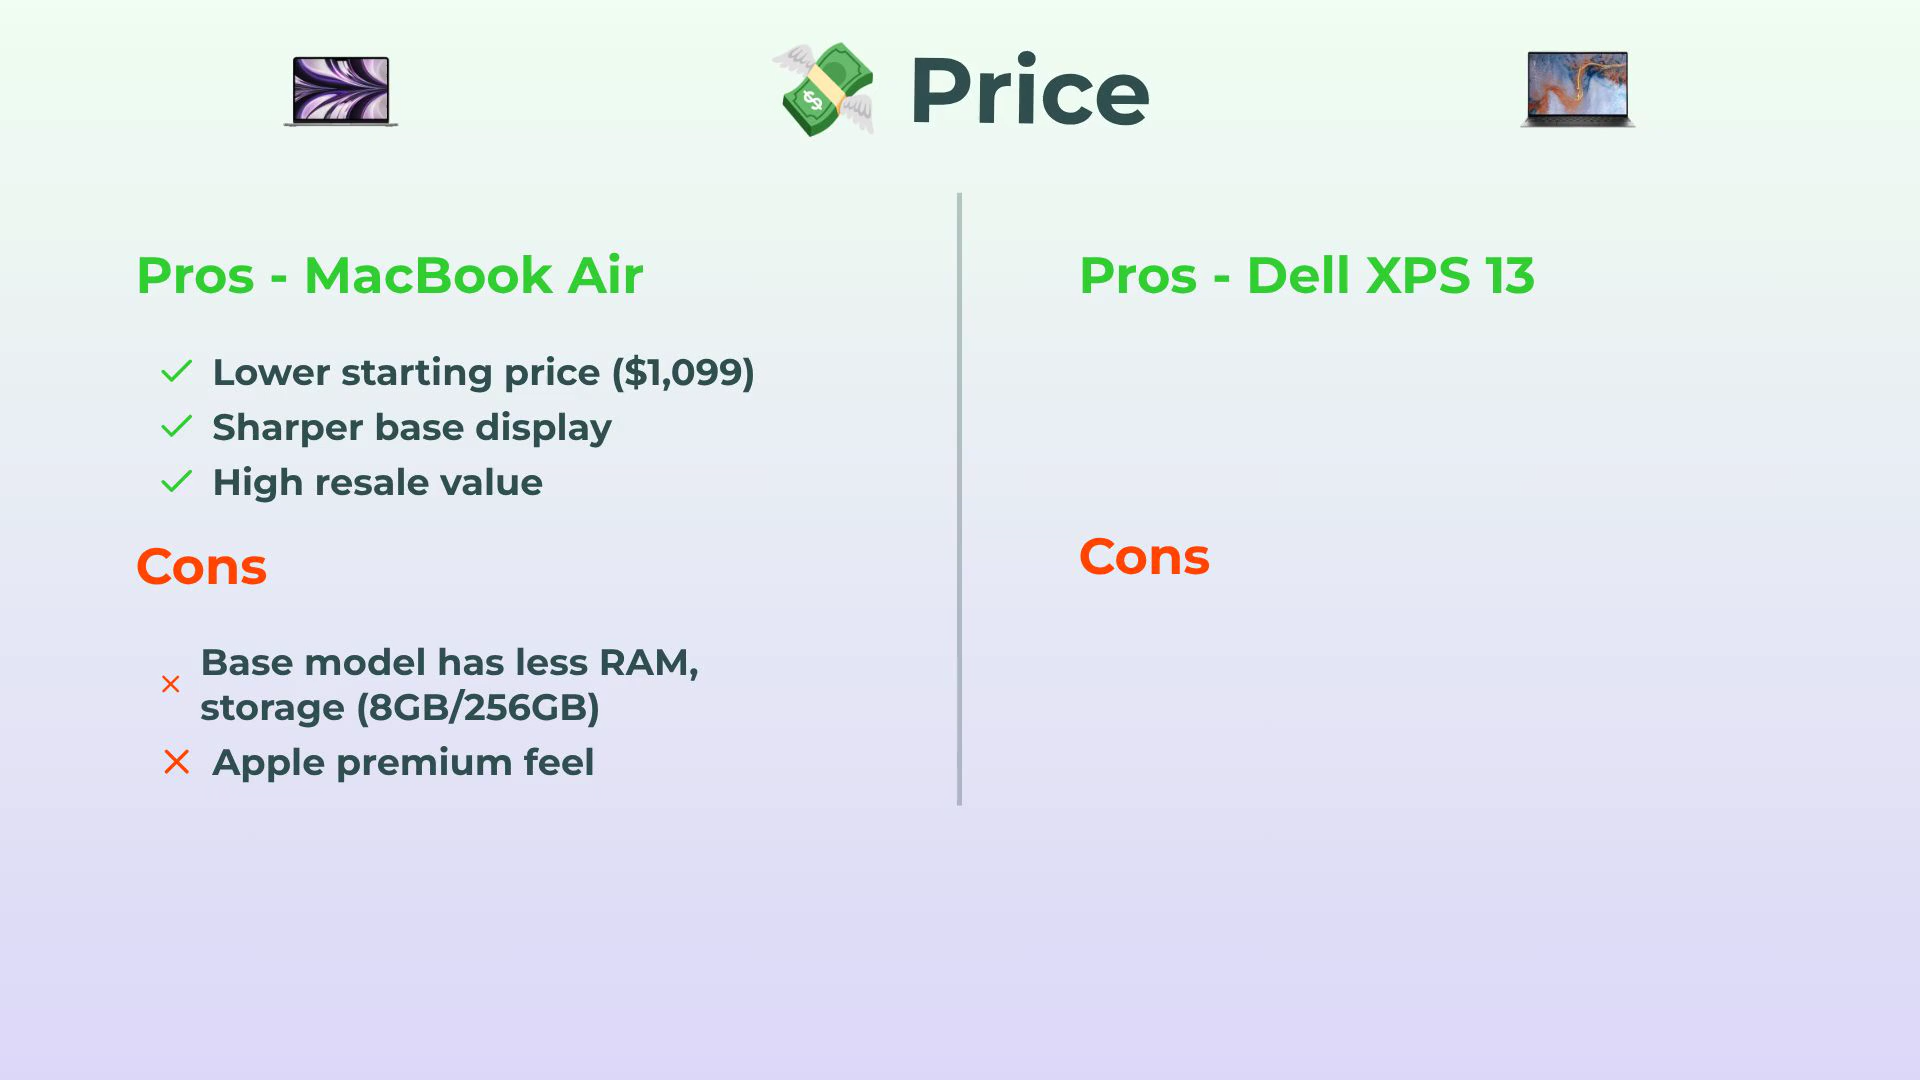 Price
Pros - MacBook Air
Lower starting price ($1,099)
Sharper base display
High resale value
Cons
Base model has less RAM,
storage (8GB/256GB)
Apple premium feel
Pros - Dell XPS 13
Cons